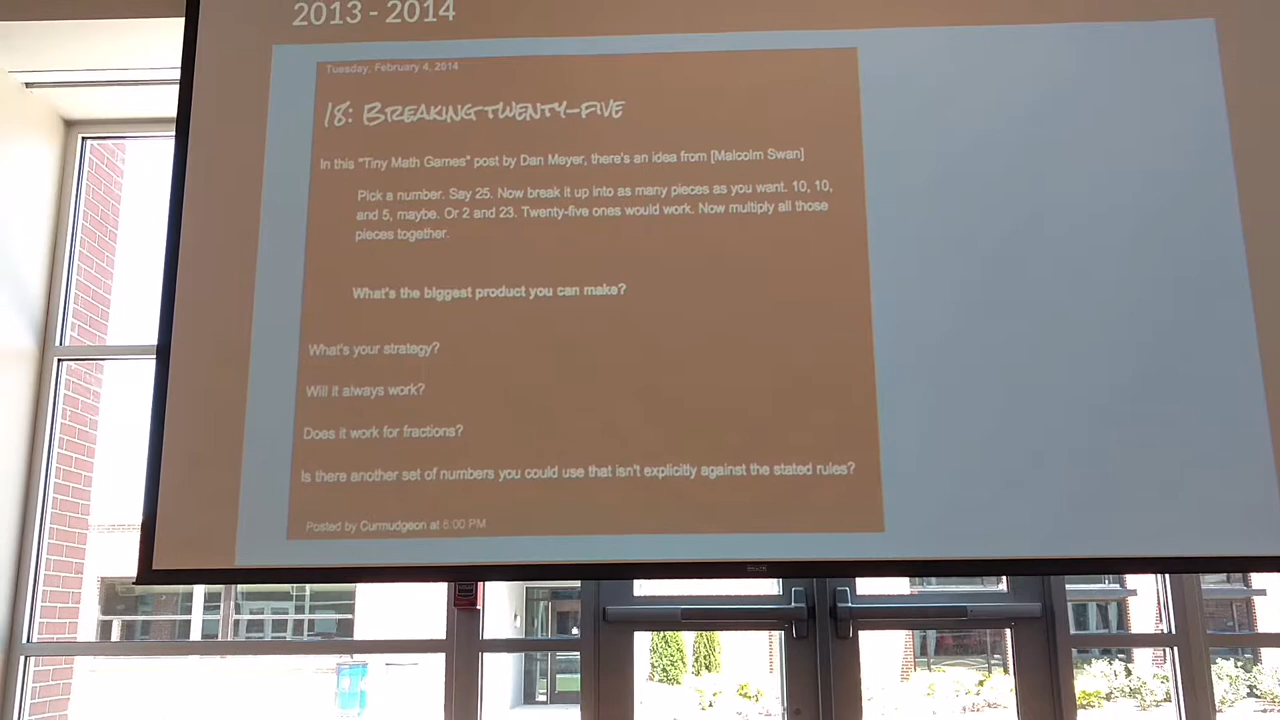 2013 - 2014
Tuesday, February 4, 2014
18: BREAKING TWENTY-FIVE
In this "Tiny Math Games" post by Dan Meyer, there's an idea from [Malcolm Swan]
Pick a number. Say 25. Now break it up into as many pieces as you want. 10, 10,
and 5, maybe. Or 2 and 23. Twenty-five ones would work. Now multiply all those
pieces together.
What's the biggest product you can make?
What's your strategy?
Will it always work?
Does it work for fractions?
Is there another set of numbers you could use that isn't explicitly against the stated rules?
Posted by Curmudgeon at 6:00 PM